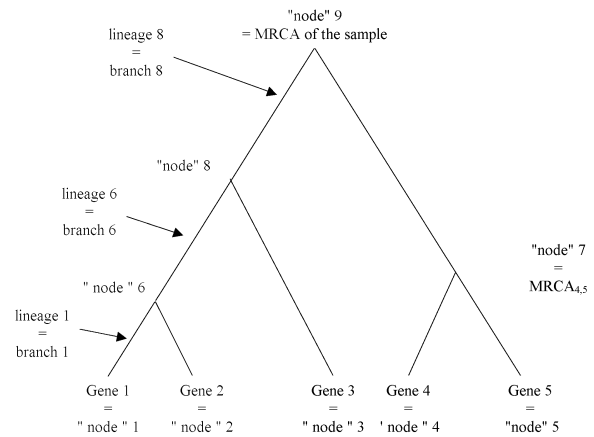 "node" 9
= MRCA of the sample
lineage 8
=
branch 8
"node" 8
lineage 6
=
branch 6
"node" 7
=
MRCA4,5
" node " 6
lineage 1
=
branch 1
Gene 1
=
" node " 1
Gene 2
=
" node " 2
Gene 3
=
" node " 3
Gene 4
=
' node " 4
Gene 5
=
"node" 5